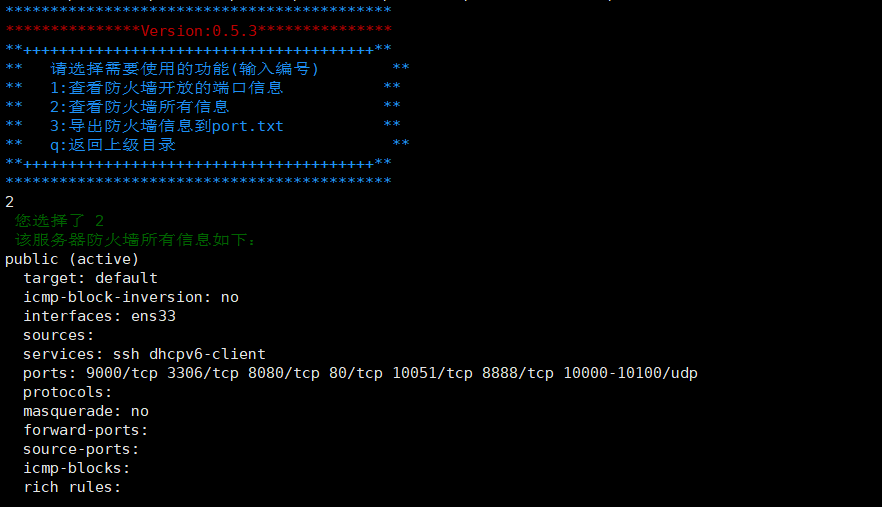 *******************************************
***************Version:0.5.3***************
**+++++++++++++++++++++++++++++++++++++++**
**   请选择需要使用的功能(输入编号)        **
**   1:查看防火墙开放的端口信息           **
**   2:查看防火墙所有信息                 **
**   3:导出防火墙信息到port.txt           **
**   q:返回上级目录                        **
**+++++++++++++++++++++++++++++++++++++++**
*******************************************
2
 您选择了 2
 该服务器防火墙所有信息如下:
public (active)
  target: default
  icmp-block-inversion: no
  interfaces: ens33
  sources:
  services: ssh dhcpv6-client
  ports: 9000/tcp 3306/tcp 8080/tcp 80/tcp 10051/tcp 8888/tcp 10000-10100/udp
  protocols:
  masquerade: no
  forward-ports:
  source-ports:
  icmp-blocks:
  rich rules: